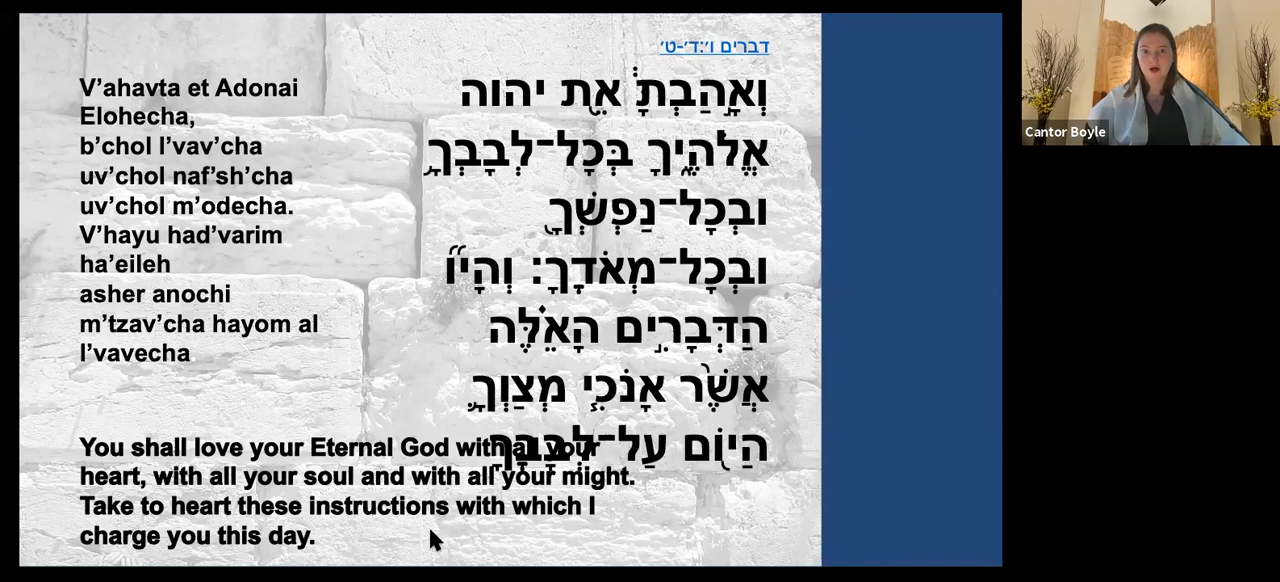 דברים ו׳:ד׳-ט׳
V’ahavta et Adonai
Elohecha,
b’chol l’vav’cha
uv’chol naf’sh’cha
uv’chol m’odecha.
V’hayu had’varim
ha’eileh
asher anochi
m’tzav’cha hayom al
l’vavecha
וְאָ֣הַבְתָּ֔ אֵ֖ת יהוה
אֱלֹהֶ֑יךָ בְּכׇל־לְבָבְךָ֥
וּבְכׇל־נַפְשְׁךָ֖
וּבְכׇל־מְאֹדֶֽךָ׃ וְהָי֞וּ
הַדְּבָרִ֣ים הָאֵ֗לֶּה
אֲשֶׁ֨ר אָנֹכִ֧י מְצַוְּךָ֛
הַיּ֖וֹם עַל־לְבָבֶֽךָ
You shall love your Eternal God with all your
heart, with all your soul and with all your might.
Take to heart these instructions with which I
charge you this day.
Cantor Boyle